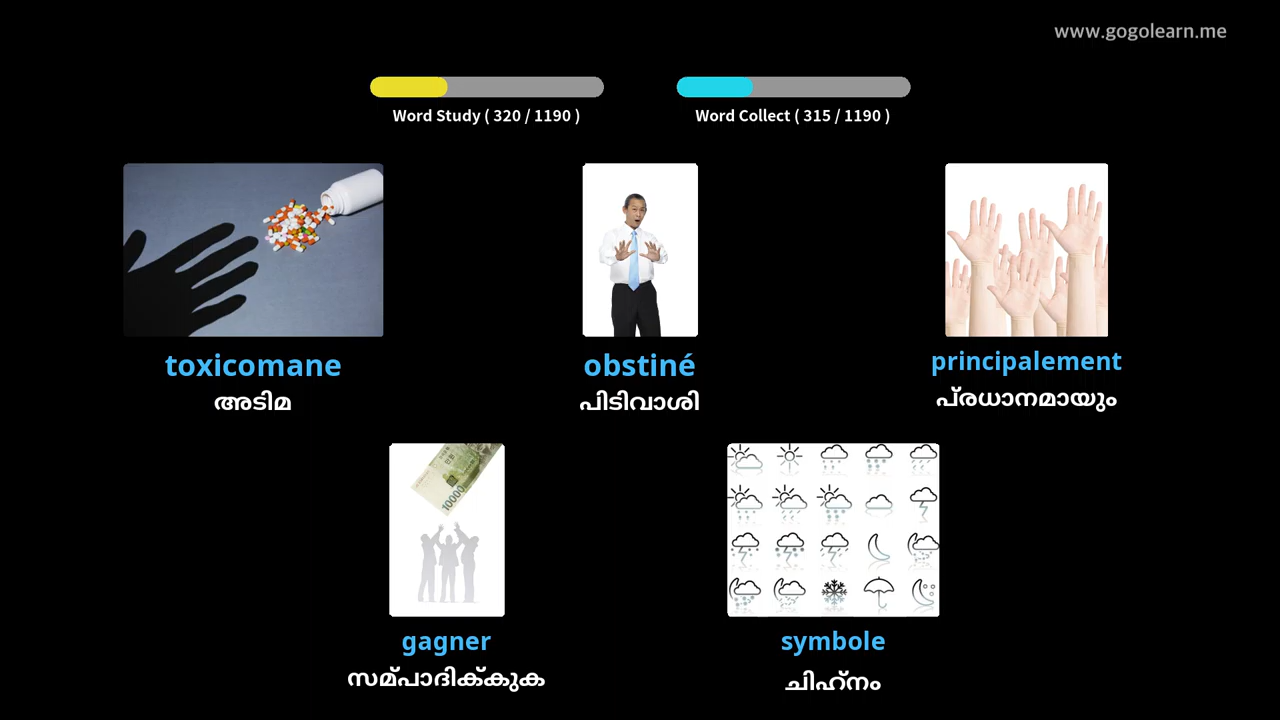 www.gogolearn.me
Word Study ( 320 / 1190 )
Word Collect ( 315 / 1190 )
toxicomane
അടിമ
obstiné
പിടിവാശി
principalement
പ്രധാനമായും
10000
gagner
സമ്പാദിക്കുക
symbole
ചിഹ്നം